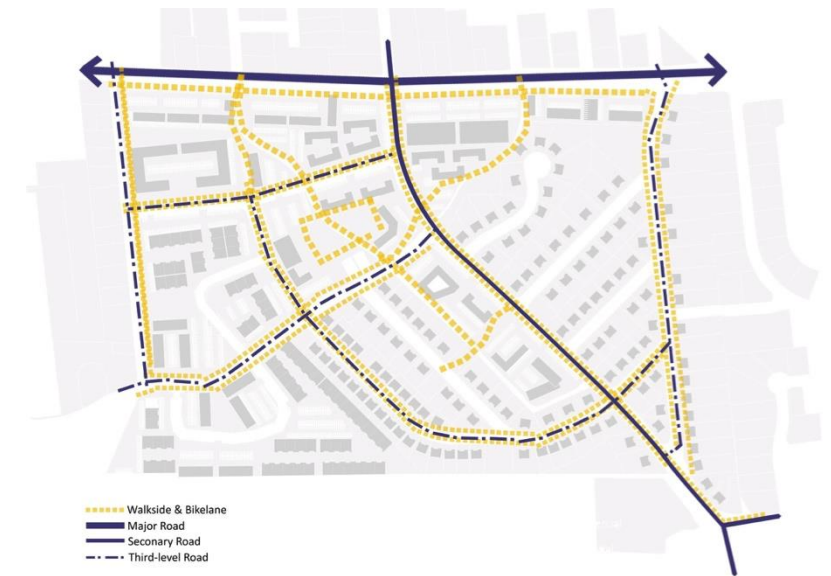 Walkside & Bikelane
Major Road
Seconary Road
Third-level Road